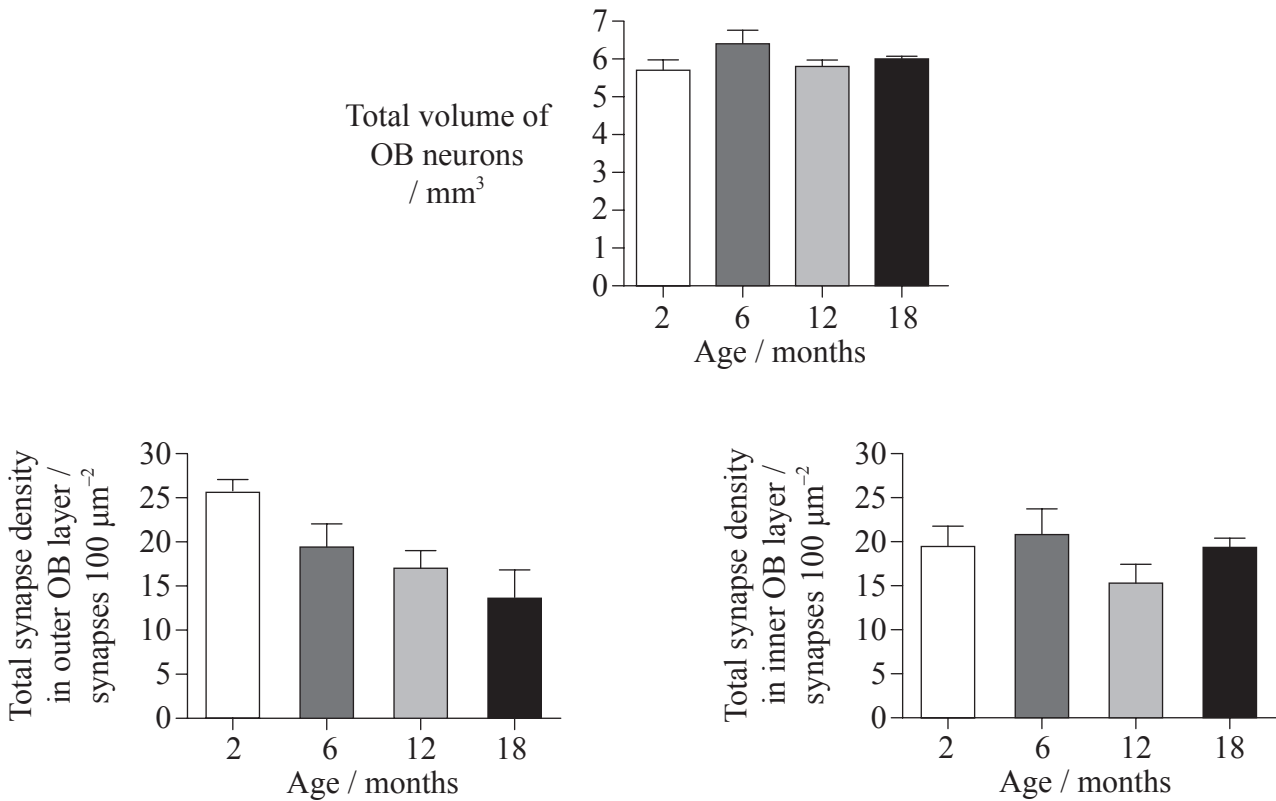 7
6
5
4
3
2
1
0
Total volume of
OB neurons
/ mm³
2 6 12 18
Age / months
Total synapse density
in outer OB layer /
synapses 100 µm⁻²
30
25
20
15
10
5
0
2 6 12 18
Age / months
Total synapse density
in inner OB layer /
synapses 100 µm⁻²
30
25
20
15
10
5
0
2 6 12 18
Age / months